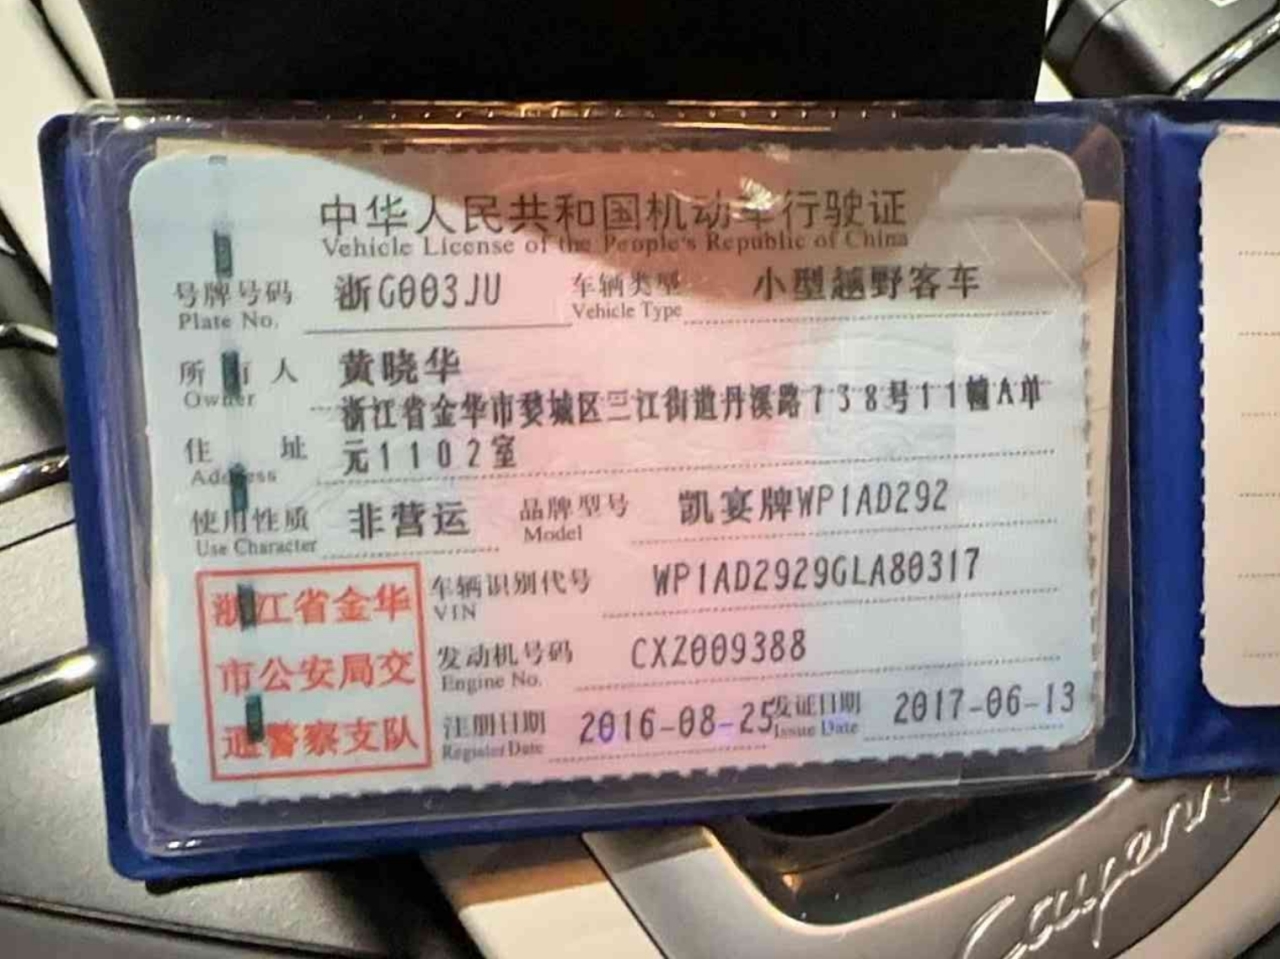 中华人民共和国机动车行驶证
Vehicle License of the People's Republic of China
号牌号码 浙G003JU 车辆类型 小型越野客车
Plate No. Vehicle Type
所有人 黄晓华
Owner
浙江省金华市婺城区三江街道丹溪路738号11幢A单
住址 元1102室
Address
使用性质 非营运 品牌型号 凯宴牌WP1AD292
Use Character Model
浙江省金华 车辆识别代号 WP1AD2929GLA80317
VIN
市公安局交 发动机号码 CXZ009388
Engine No.
通警察支队 注册日期 2016-08-25 发证日期 2017-06-13
Register Date Issue Date
Cayenne